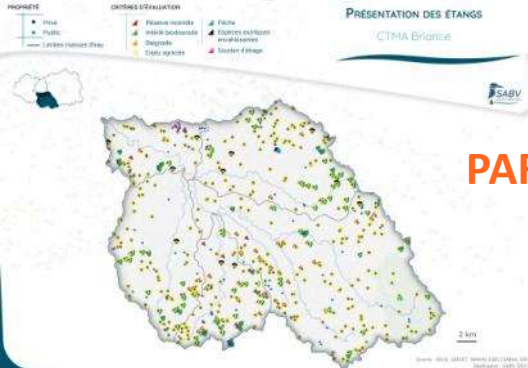 PROPRIÉTÉ
Privé
Public
Limites masses d'eau
CRITÈRES D'ÉVALUATION
Réserve incendie
Intérêt biodiversité
Baignade
Enjeu agricole
Pêche
Espèces exotiques envahissantes
Soutien d'étiage
PRÉSENTATION DES ÉTANGS
CTMA Briance
SABV
PAR
2 km